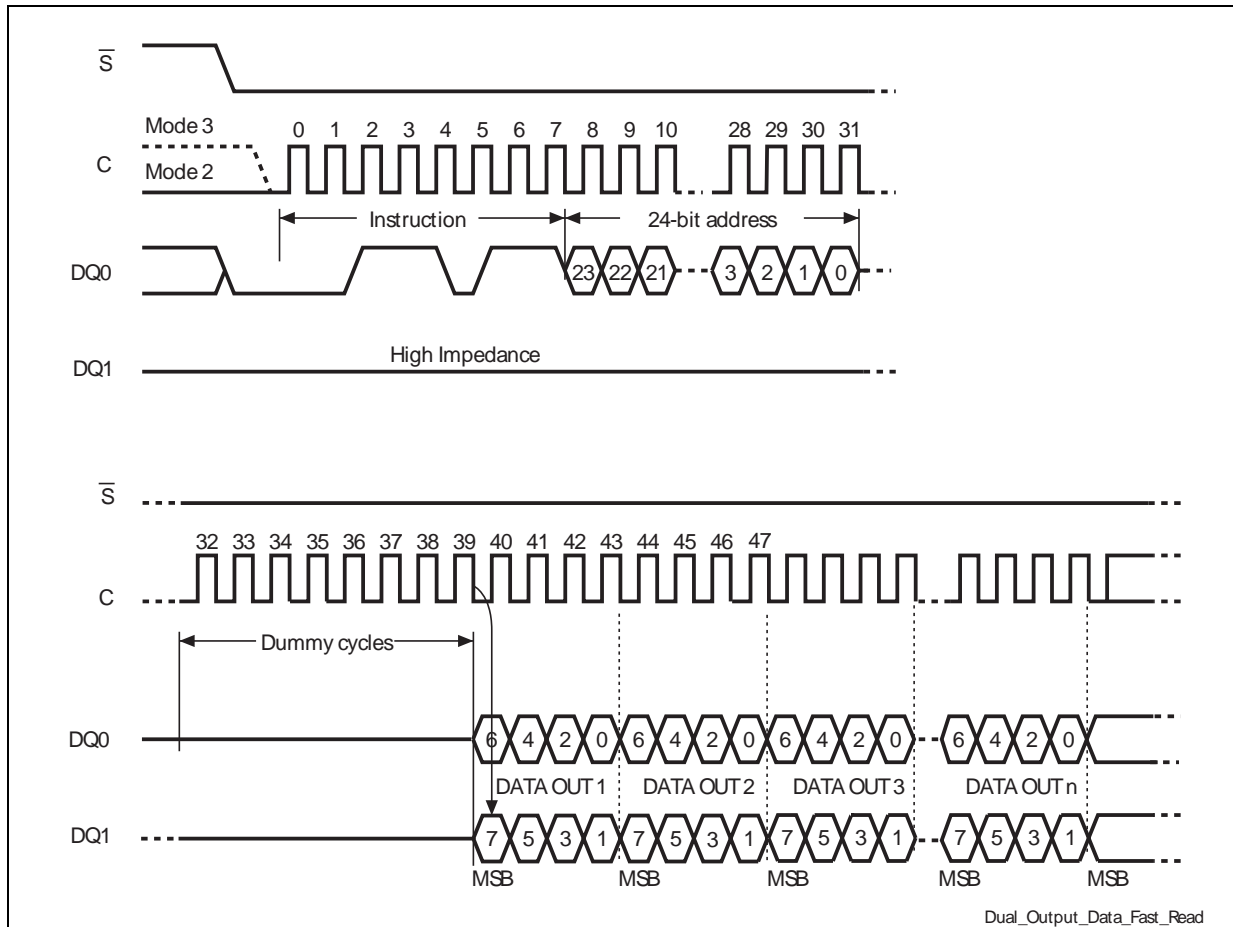 S
Mode 3
0 1 2 3 4 5 6 7 8 9 10 28 29 30 31
C
Mode 2
Instruction 24-bit address
DQ0 23 22 21 3 2 1 0
High Impedance
DQ1
S
32 33 34 35 36 37 38 39 40 41 42 43 44 45 46 47
C
Dummy cycles
DQ0 6 4 2 0 6 4 2 0 6 4 2 0 6 4 2 0
DATA OUT 1 DATA OUT 2 DATA OUT 3 DATA OUT n
DQ1 7 5 3 1 7 5 3 1 7 5 3 1 7 5 3 1
MSB MSB MSB MSB MSB
Dual_Output_Data_Fast_Read